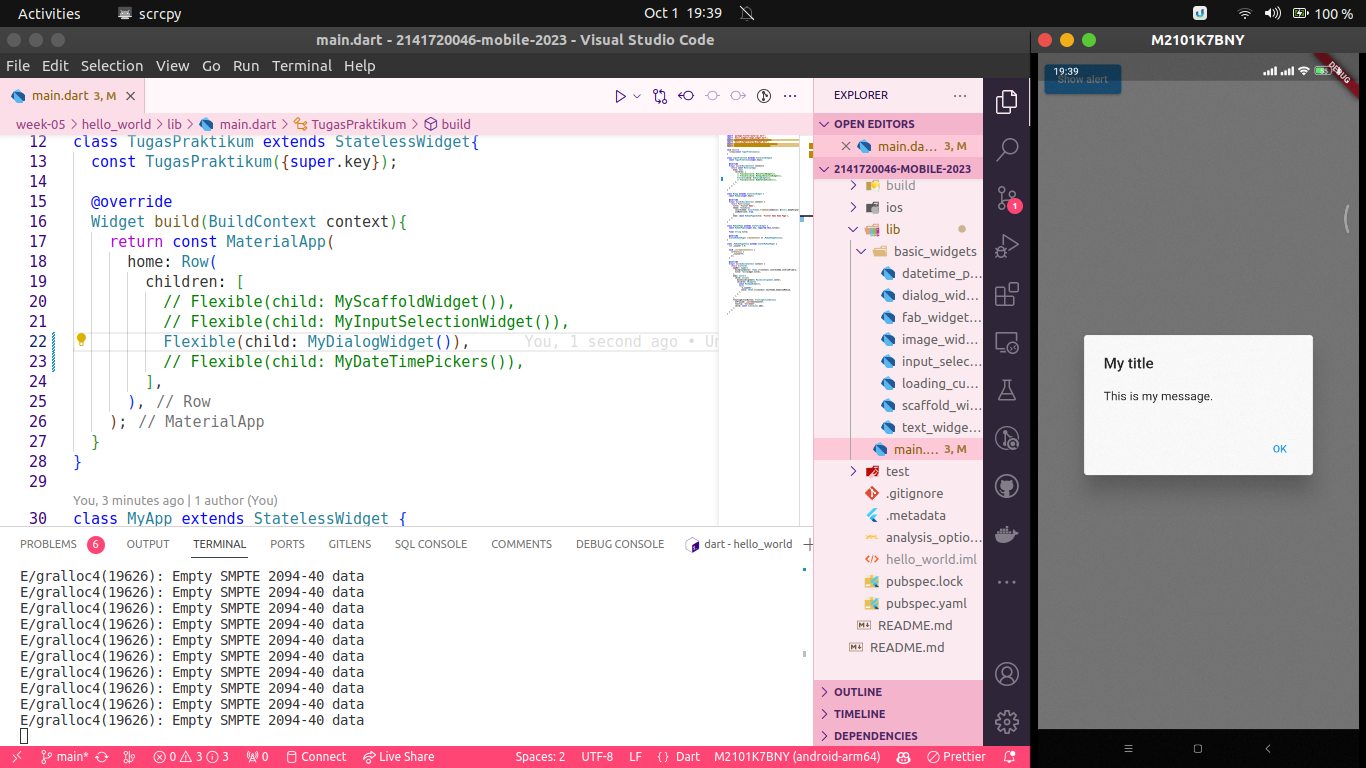 Activities
scrcpy
Oct 1 19:39
100 %
main.dart - 2141720046-mobile-2023 - Visual Studio Code
M2101K7BNY
File Edit Selection View Go Run Terminal Help
main.dart 3, M
week-05 > hello_world > lib > main.dart > TugasPraktikum > build
12 class TugasPraktikum extends StatelessWidget{
13 const TugasPraktikum({super.key});
14
15 @override
16 Widget build(BuildContext context){
17 return const MaterialApp(
18 home: Row(
19 children: [
20 // Flexible(child: MyScaffoldWidget()),
21 // Flexible(child: MyInputSelectionWidget()),
22 Flexible(child: MyDialogWidget()), You, 1 second ago • Un
23 // Flexible(child: MyDateTimePickers()),
24 ],
25 ), // Row
26 ); // MaterialApp
27 }
28 }
29
You, 3 minutes ago | 1 author (You)
30 class MyApp extends StatelessWidget {
PROBLEMS 6 OUTPUT TERMINAL PORTS GITLENS SQL CONSOLE COMMENTS DEBUG CONSOLE dart - hello_world
E/gralloc4(19626): Empty SMPTE 2094-40 data
E/gralloc4(19626): Empty SMPTE 2094-40 data
E/gralloc4(19626): Empty SMPTE 2094-40 data
E/gralloc4(19626): Empty SMPTE 2094-40 data
E/gralloc4(19626): Empty SMPTE 2094-40 data
E/gralloc4(19626): Empty SMPTE 2094-40 data
E/gralloc4(19626): Empty SMPTE 2094-40 data
E/gralloc4(19626): Empty SMPTE 2094-40 data
E/gralloc4(19626): Empty SMPTE 2094-40 data
E/gralloc4(19626): Empty SMPTE 2094-40 data
EXPLORER
OPEN EDITORS
main.da... 3, M
2141720046-MOBILE-2023
build
ios
lib
basic_widgets
datetime_p...
dialog_wid...
fab_widget...
image_wid...
input_selec...
loading_cu...
scaffold_wi...
text_widge...
main.... 3, M
test
.gitignore
.metadata
analysis_optio...
hello_world.iml
pubspec.lock
pubspec.yaml
README.md
README.md
OUTLINE
TIMELINE
DEPENDENCIES
1
main* 0 3 3 0 Connect Live Share Spaces: 2 UTF-8 LF { } Dart M2101K7BNY (android-arm64) Prettier
19:39
Show alert
DEBUG
My title
This is my message.
OK